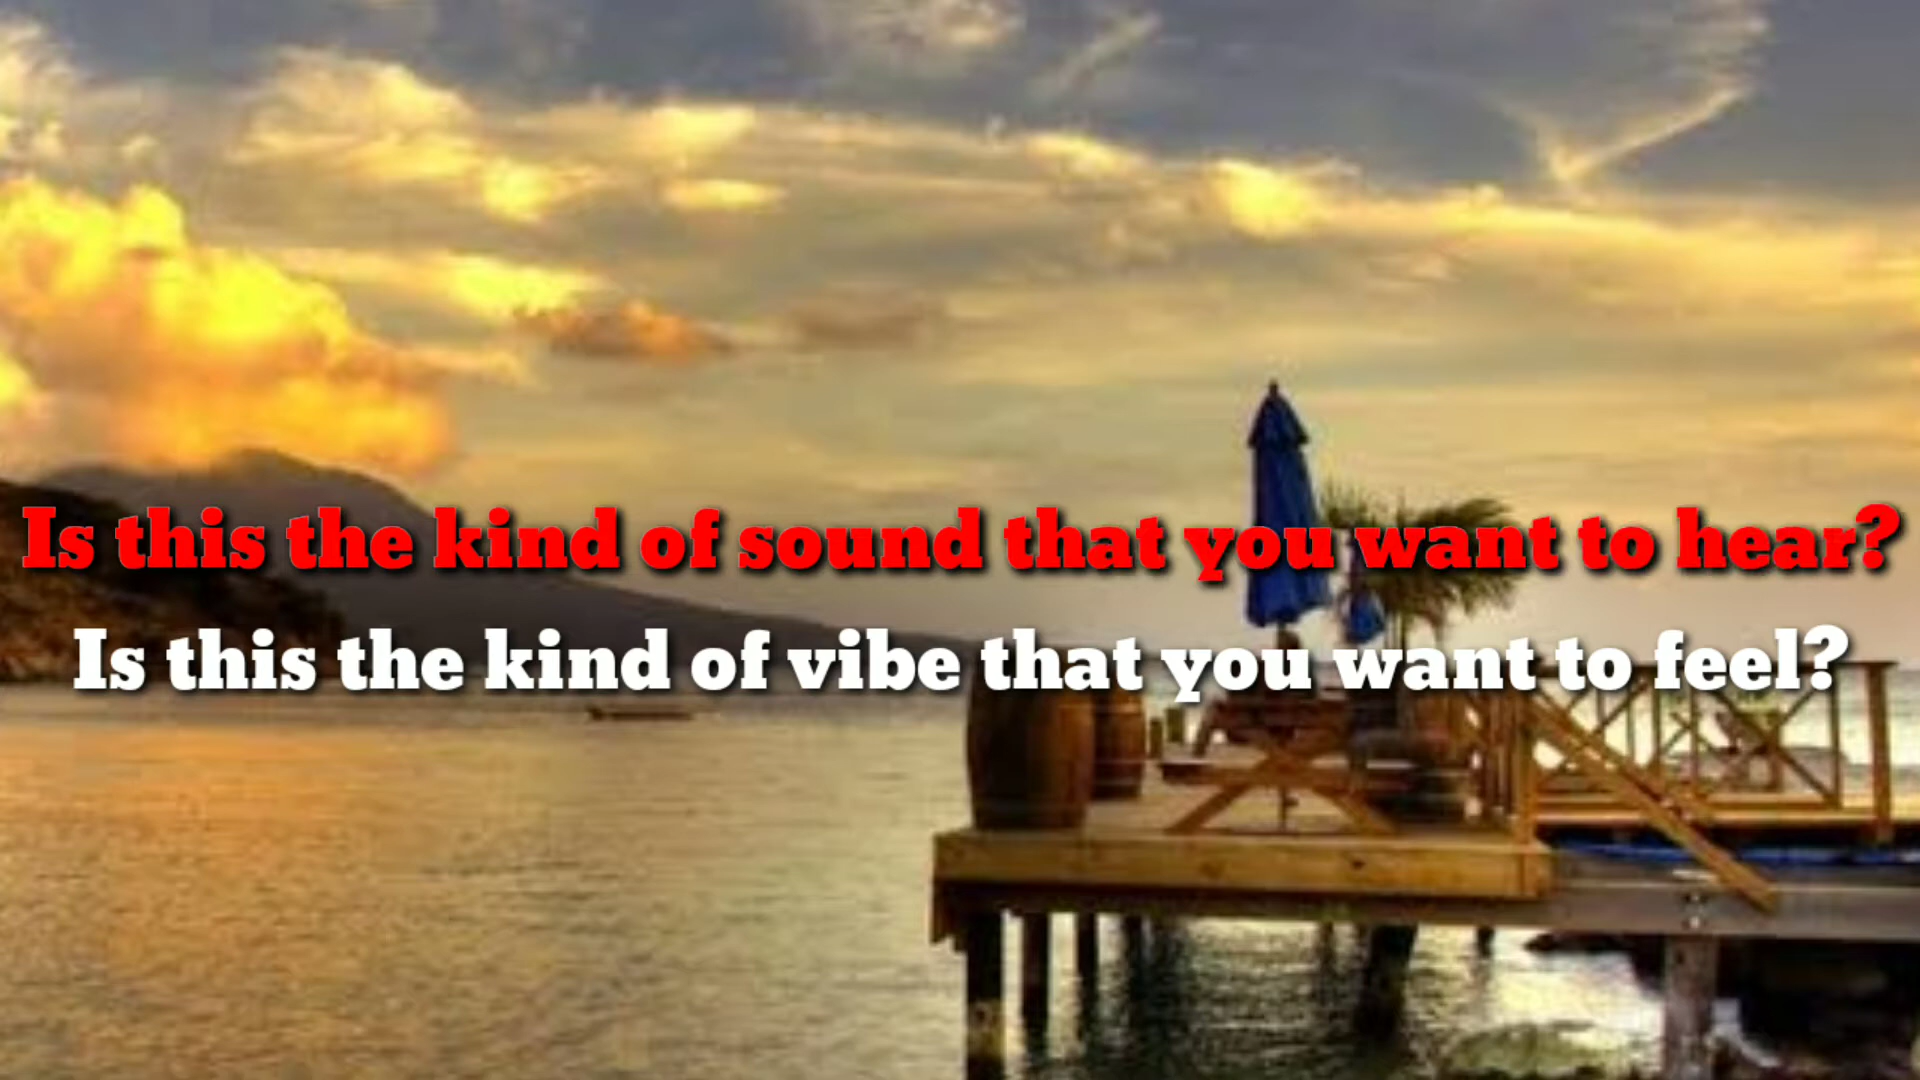 Is this the kind of sound that you want to hear?
Is this the kind of vibe that you want to feel?